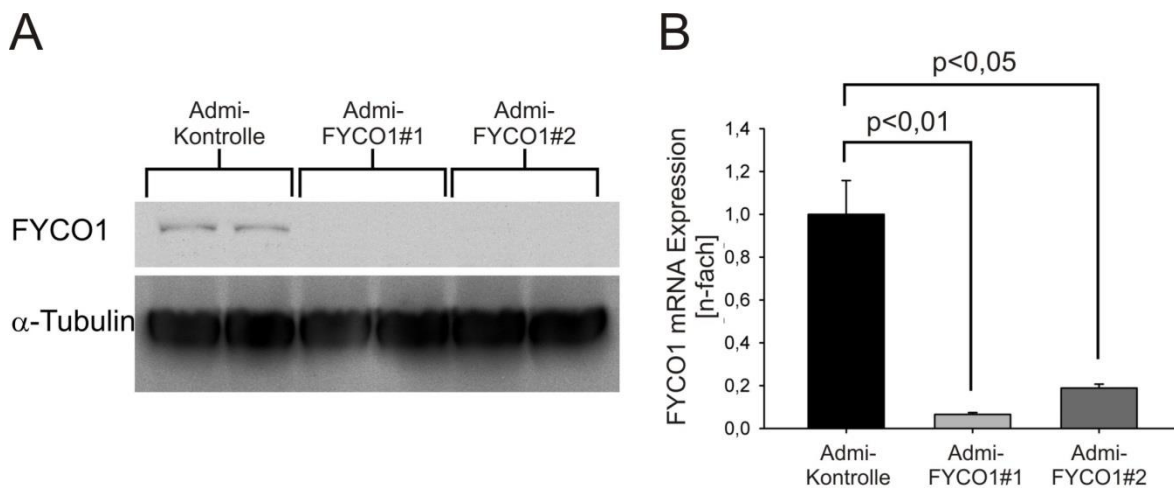 A
Admi-
Kontrolle
Admi-
FYCO1#1
Admi-
FYCO1#2
FYCO1
α-Tubulin
B
p<0,05
p<0,01
1,4
1,2
1,0
0,8
0,6
0,4
0,2
0,0
FYCO1 mRNA Expression
[n-fach]
Admi-
Kontrolle
Admi-
FYCO1#1
Admi-
FYCO1#2